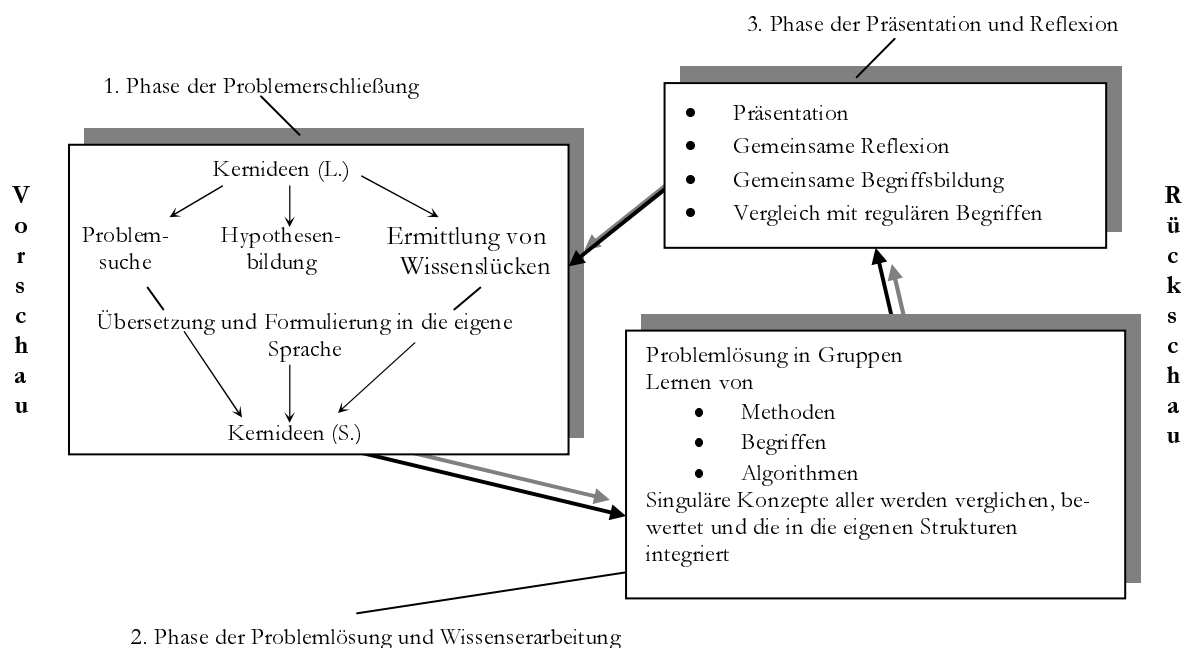 3. Phase der Präsentation und Reflexion
1. Phase der Problemerschließung
Präsentation
Gemeinsame Reflexion
Gemeinsame Begriffsbildung
Vergleich mit regulären Begriffen
Vorschau
Kernideen (L.)
Problem-
suche
Hypothesen-
bildung
Ermittlung von
Wissenslücken
Übersetzung und Formulierung in die eigene
Sprache
Kernideen (S.)
Rückschau
Problemlösung in Gruppen
Lernen von
Methoden
Begriffen
Algorithmen
Singuläre Konzepte aller werden verglichen, be-
wertet und die in die eigenen Strukturen
integriert
2. Phase der Problemlösung und Wissenserarbeitung